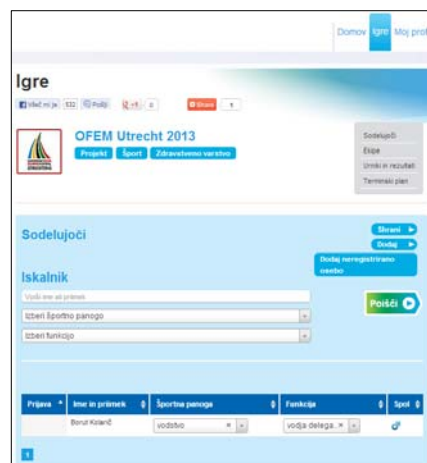 Domov Igre Moj prof
Igre
Všeč mi je 532 Pošlji +1 0 Share 1
OFEM Utrecht 2013
Projekt Šport Zdravstveno varstvo
Sodelujoči
Ekipe
Urniki in rezultati
Terminski plan
Sodelujoči
Shrani
Dodaj
Dodaj neregistrirano
osebo
Iskalnik
Vpiši ime ali priimek
Poišči
Izberi športno panogo
Izberi funkcijo
Prijava Ime in priimek Športna panoga Funkcija Spol
Borut Kolarič vodstvo × vodja delega... ×
1